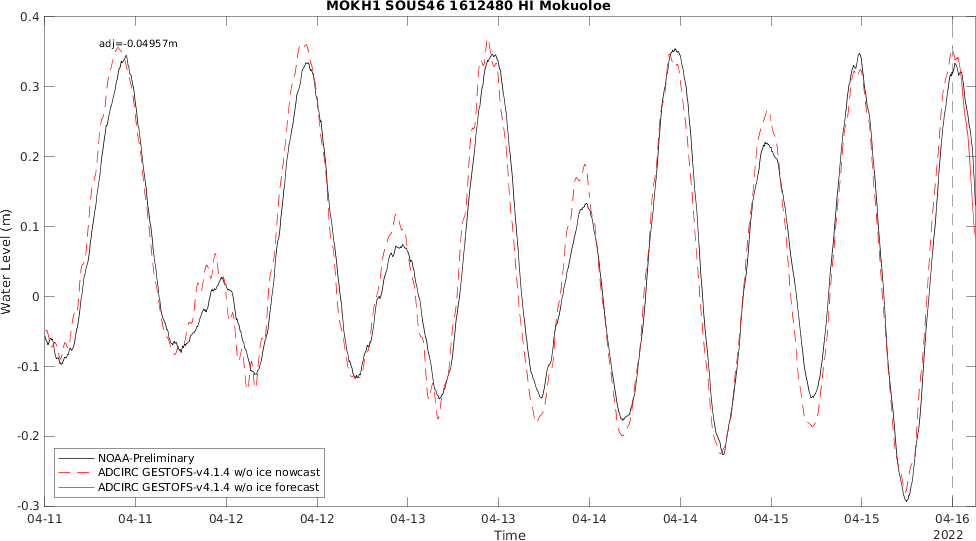 MOKH1 SOUS46 1612480 HI Mokuoloe
adj=-0.04957m
0.4
0.3
0.2
0.1
0
-0.1
-0.2
-0.3
Water Level (m)
NOAA-Preliminary
ADCIRC GESTOFS-v4.1.4 w/o ice nowcast
ADCIRC GESTOFS-v4.1.4 w/o ice forecast
04-11 04-11 04-12 04-12 04-13 04-13 04-14 04-14 04-15 04-15 04-16
Time
2022